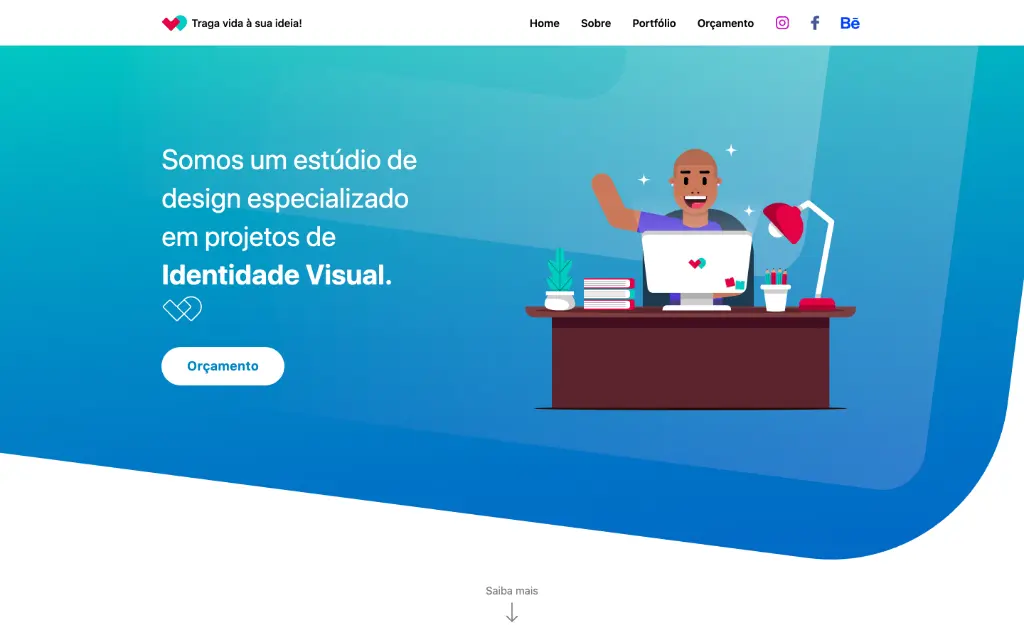 Traga vida à sua ideia!
Home
Sobre
Portfólio
Orçamento
Bē
Somos um estúdio de
design especializado
em projetos de
Identidade Visual.
Orçamento
Saiba mais